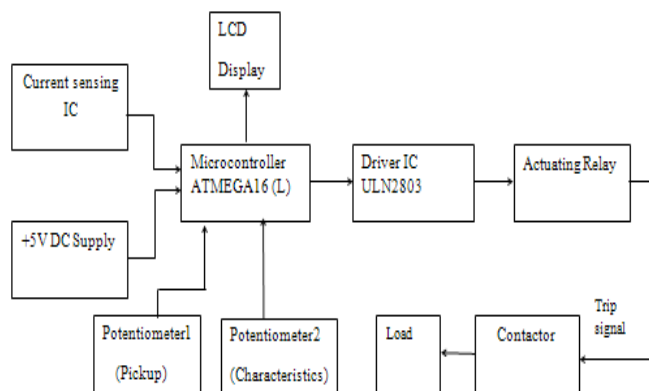 LCD
Display
Current sensing
IC
Microcontroller
ATMEGA16 (L)
Driver IC
ULN2803
Actuating Relay
+5V DC Supply
Potentiometer1
(Pickup)
Potentiometer2
(Characteristics)
Load
Contactor
Trip
signal